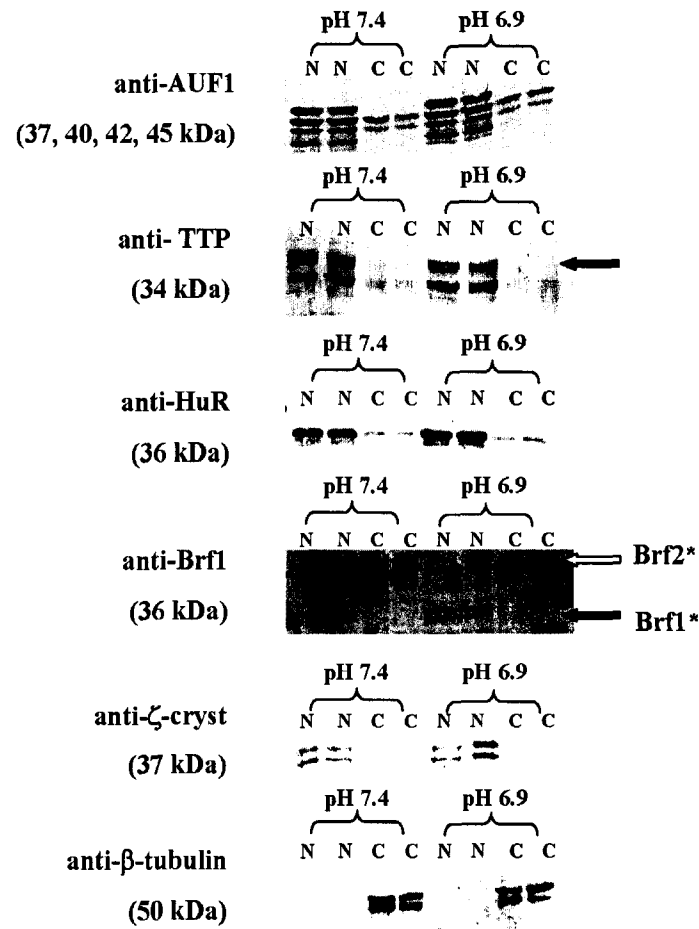 pH 7.4 pH 6.9
N N C C N N C C
anti-AUF1
(37, 40, 42, 45 kDa)
pH 7.4 pH 6.9
N N C C N N C C
anti- TTP
(34 kDa)
pH 7.4 pH 6.9
N N C C N N C C
anti-HuR
(36 kDa)
pH 7.4 pH 6.9
N N C C N N C C
anti-Brf1
Brf2*
(36 kDa)
Brf1*
pH 7.4 pH 6.9
N N C C N N C C
anti-ζ-cryst
(37 kDa)
pH 7.4 pH 6.9
N N C C N N C C
anti-β-tubulin
(50 kDa)